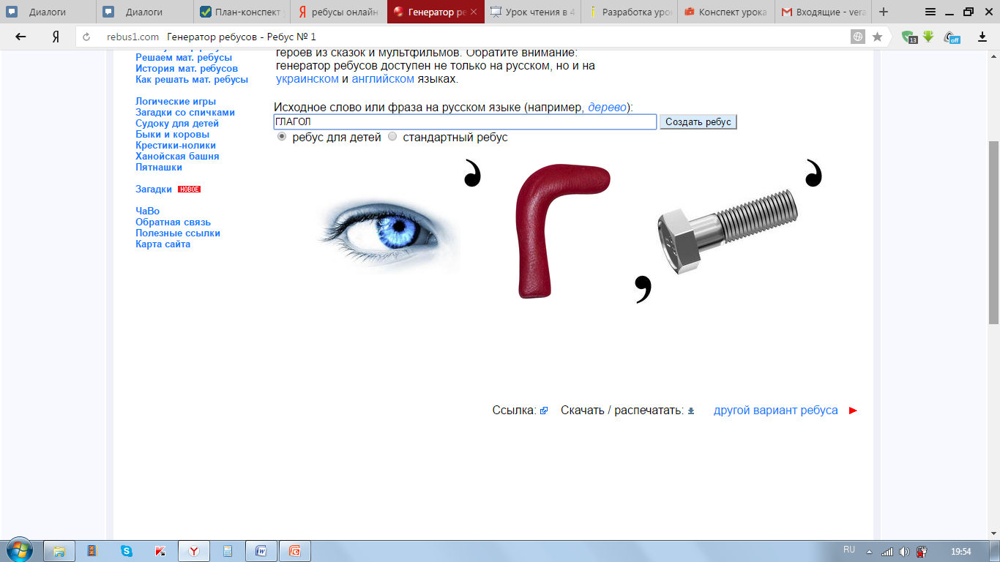 Диалоги
Диалоги
План-конспект
ребусы онлайн
Генератор ре
Урок чтения в 4
Разработка уро
Конспект урока
Входящие - vera
rebus1.com Генератор ребусов - Ребус № 1
13
off
Решаем мат. ребусы
История мат. ребусов
Как решать мат. ребусы
Логические игры
Загадки со спичками
Судоку для детей
Быки и коровы
Крестики-нолики
Ханойская башня
Пятнашки
Загадки НОВОЕ
ЧаВо
Обратная связь
Полезные ссылки
Карта сайта
героев из сказок и мультфильмов. Обратите внимание:
генератор ребусов доступен не только на русском, но и на
украинском и английском языках.
Исходное слово или фраза на русском языке (например, дерево):
ГЛАГОЛ Создать ребус
ребус для детей стандартный ребус
’ Г , ’
Ссылка: Скачать / распечатать: другой вариант ребуса
RU 19:54